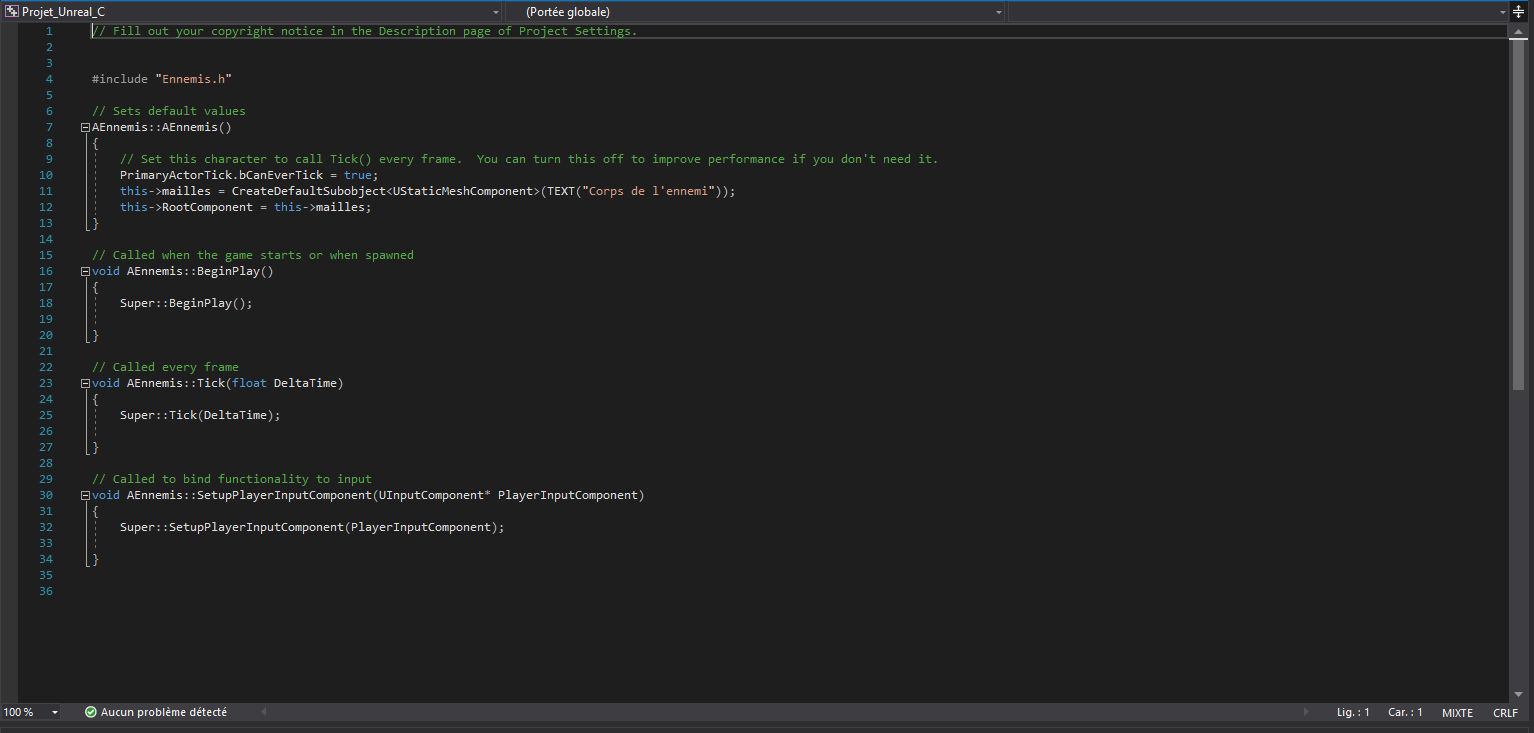 Projet_Unreal_C (Portée globale)
1 // Fill out your copyright notice in the Description page of Project Settings.
2
3
4 #include "Ennemis.h"
5
6 // Sets default values
7 AEnnemis::AEnnemis()
8 {
9 // Set this character to call Tick() every frame.  You can turn this off to improve performance if you don't need it.
10 PrimaryActorTick.bCanEverTick = true;
11 this->mailles = CreateDefaultSubobject<UStaticMeshComponent>(TEXT("Corps de l'ennemi"));
12 this->RootComponent = this->mailles;
13 }
14
15 // Called when the game starts or when spawned
16 void AEnnemis::BeginPlay()
17 {
18 Super::BeginPlay();
19
20 }
21
22 // Called every frame
23 void AEnnemis::Tick(float DeltaTime)
24 {
25 Super::Tick(DeltaTime);
26
27 }
28
29 // Called to bind functionality to input
30 void AEnnemis::SetupPlayerInputComponent(UInputComponent* PlayerInputComponent)
31 {
32 Super::SetupPlayerInputComponent(PlayerInputComponent);
33
34 }
35
36
100 % Aucun problème détecté Lig. : 1 Car. : 1 MIXTE CRLF